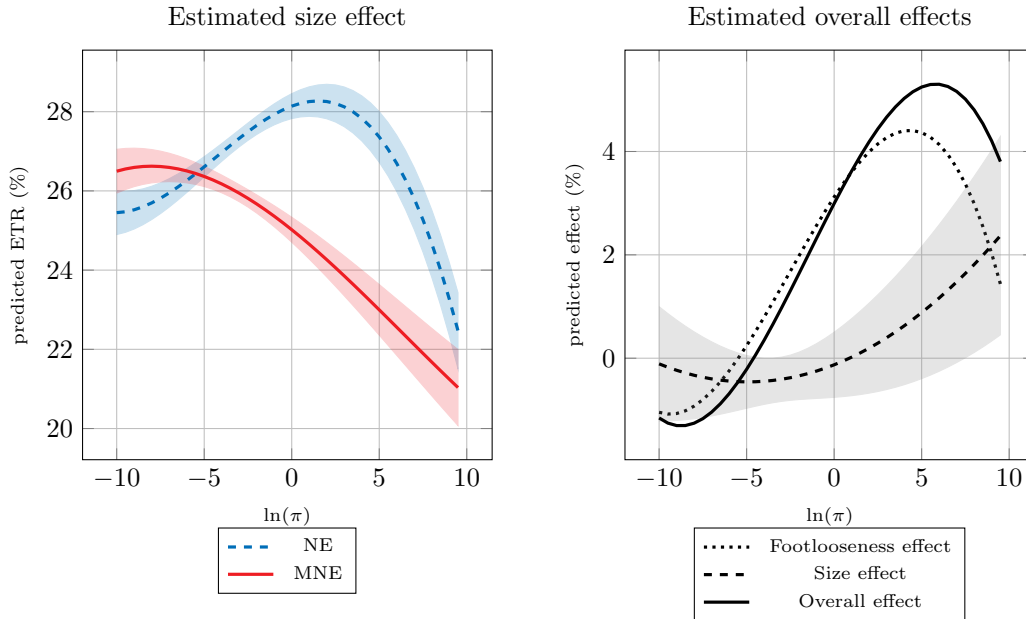 Estimated size effect
28
26
24
22
20
predicted ETR (%)
−10 −5 0 5 10
ln(π)
NE
MNE
Estimated overall effects
4
2
0
predicted effect (%)
−10 −5 0 5 10
ln(π)
Footlooseness effect
Size effect
Overall effect